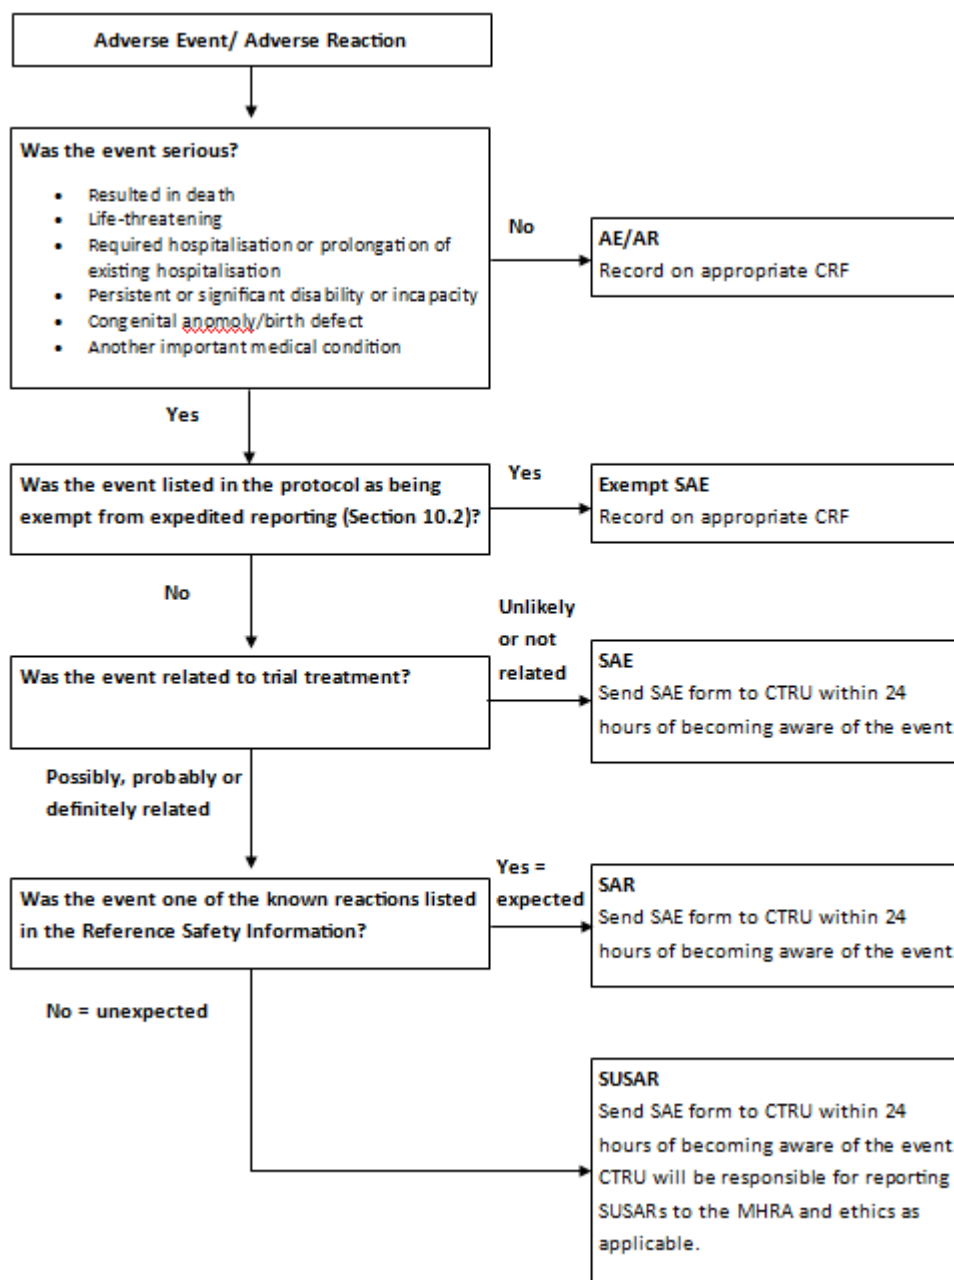 Adverse Event/ Adverse Reaction
Was the event serious?
• Resulted in death
• Life-threatening
• Required hospitalisation or prolongation of
existing hospitalisation
• Persistent or significant disability or incapacity
• Congenital anomoly/birth defect
• Another important medical condition
No
AE/AR
Record on appropriate CRF
Yes
Was the event listed in the protocol as being
exempt from expedited reporting (Section 10.2)?
Yes
Exempt SAE
Record on appropriate CRF
No
Unlikely
or not
related
Was the event related to trial treatment?
SAE
Send SAE form to CTRU within 24
hours of becoming aware of the event
Possibly, probably or
definitely related
Yes =
expected
Was the event one of the known reactions listed
in the Reference Safety Information?
SAR
Send SAE form to CTRU within 24
hours of becoming aware of the event
No = unexpected
SUSAR
Send SAE form to CTRU within 24
hours of becoming aware of the event
CTRU will be responsible for reporting
SUSARs to the MHRA and ethics as
applicable.